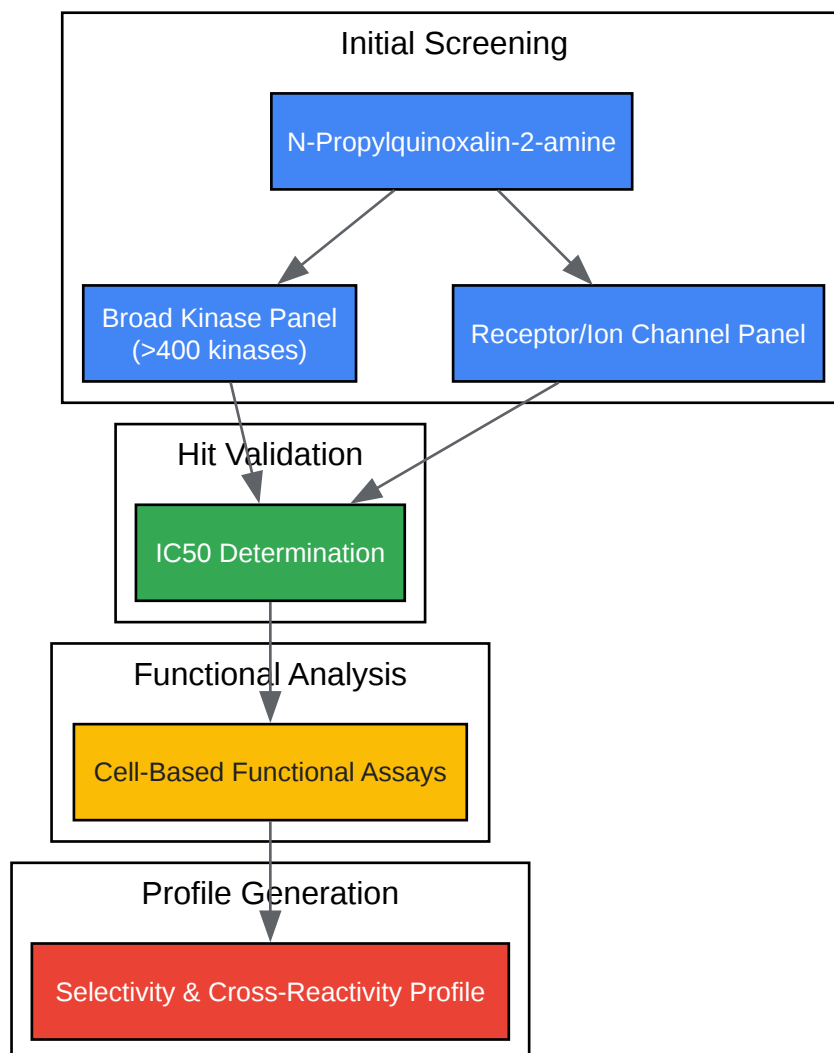 Initial Screening
N-Propylquinoxalin-2-amine
Broad Kinase Panel
(>400 kinases)
Receptor/Ion Channel Panel
Hit Validation
IC50 Determination
Functional Analysis
Cell-Based Functional Assays
Profile Generation
Selectivity & Cross-Reactivity Profile